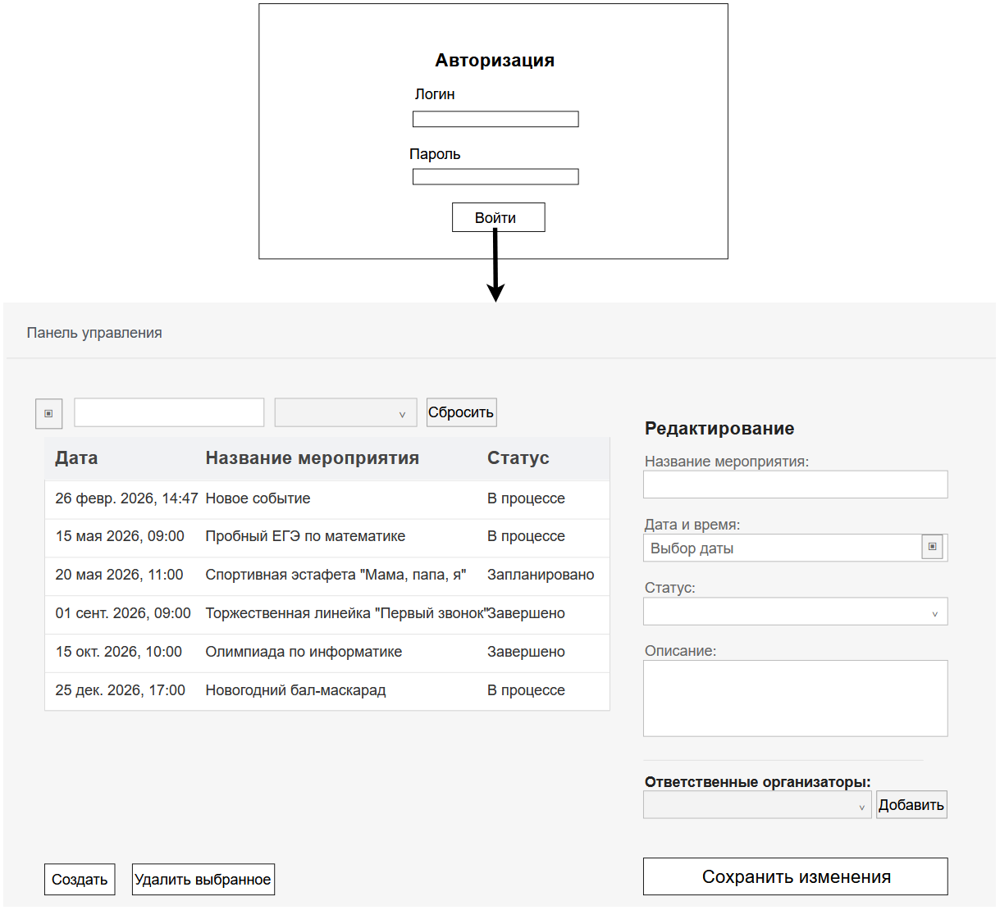 Авторизация
Логин
Пароль
Войти
Панель управления
Сбросить
Дата Название мероприятия Статус
26 февр. 2026, 14:47 Новое событие В процессе
15 мая 2026, 09:00 Пробный ЕГЭ по математике В процессе
20 мая 2026, 11:00 Спортивная эстафета "Мама, папа, я" Запланировано
01 сент. 2026, 09:00 Торжественная линейка "Первый звонок" Завершено
15 окт. 2026, 10:00 Олимпиада по информатике Завершено
25 дек. 2026, 17:00 Новогодний бал-маскарад В процессе
Создать Удалить выбранное
Редактирование
Название мероприятия:
Дата и время:
Выбор даты
Статус:
Описание:
Ответственные организаторы:
Добавить
Сохранить изменения